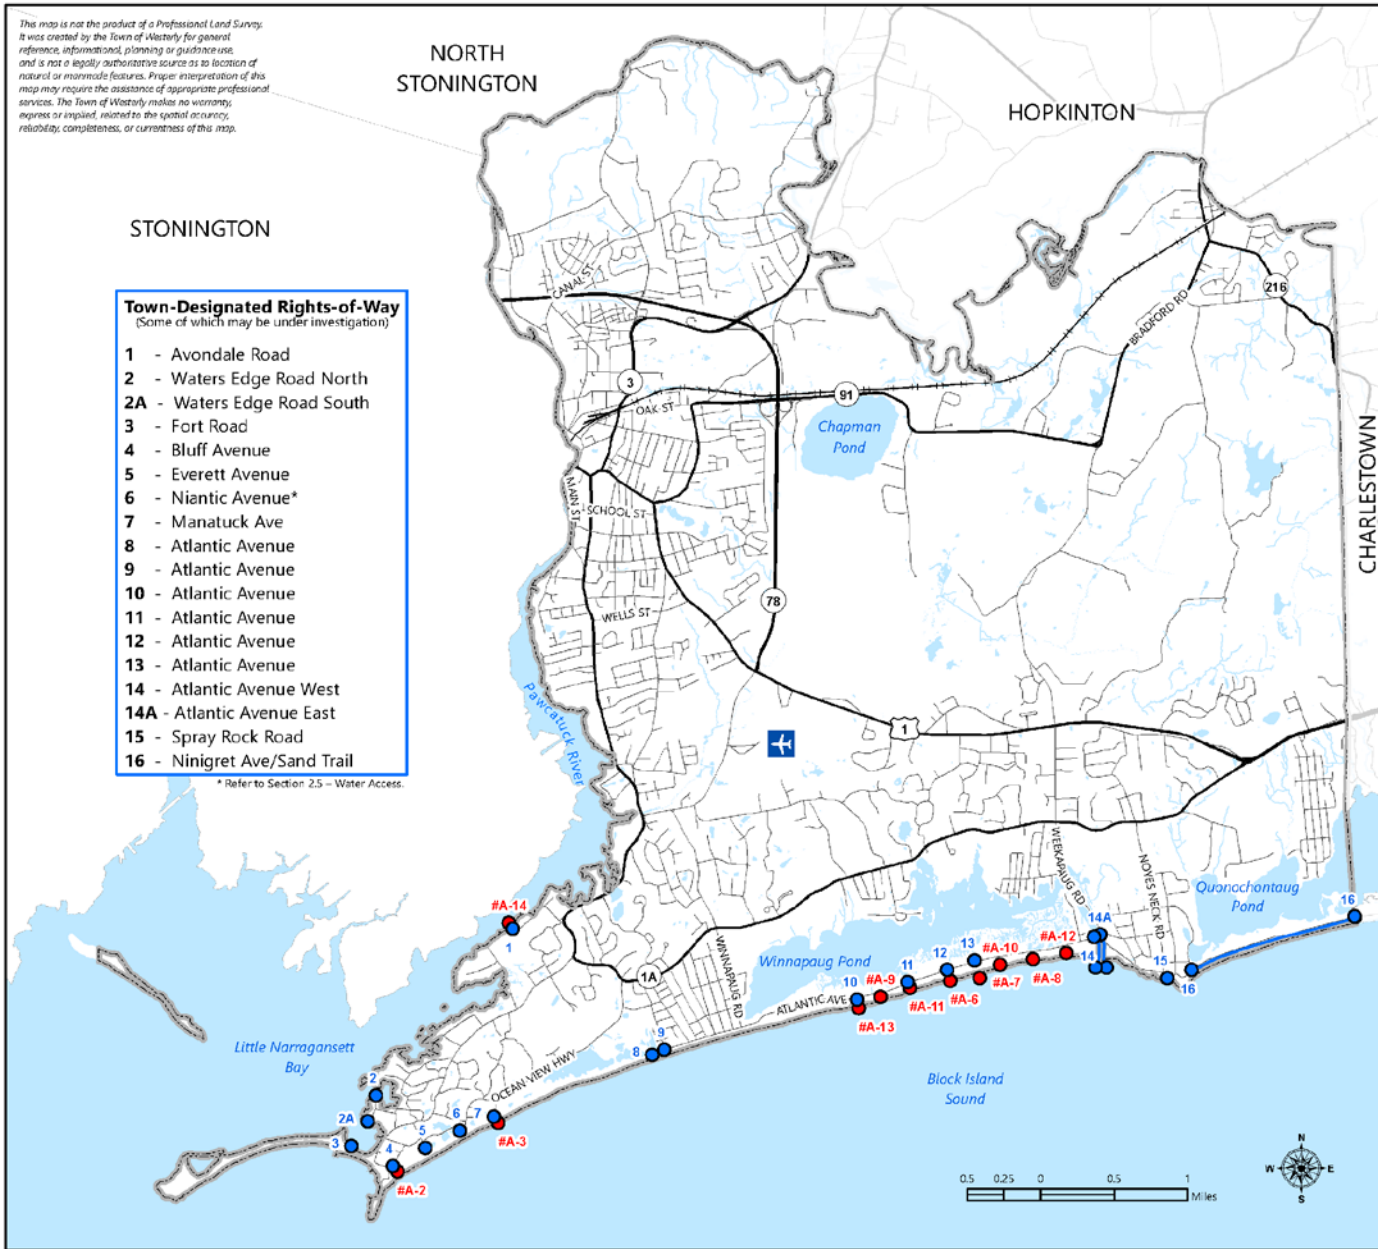 This map is not the product of a Professional Land Survey.
It was created by the Town of Westerly for general
reference, informational, planning or guidance use,
and is not a legally authoritative source as to location of
natural or manmade features. Proper interpretation of this
map may require the assistance of appropriate professional
services. The Town of Westerly makes no warranty,
express or implied, related to the spatial accuracy,
reliability, completeness, or currentness of this map.
NORTH
STONINGTON
HOPKINTON
STONINGTON
CHARLESTOWN
Town-Designated Rights-of-Way
(Some of which may be under investigation)
1 - Avondale Road
2 - Waters Edge Road North
2A - Waters Edge Road South
3 - Fort Road
4 - Bluff Avenue
5 - Everett Avenue
6 - Niantic Avenue*
7 - Manatuck Ave
8 - Atlantic Avenue
9 - Atlantic Avenue
10 - Atlantic Avenue
11 - Atlantic Avenue
12 - Atlantic Avenue
13 - Atlantic Avenue
14 - Atlantic Avenue West
14A - Atlantic Avenue East
15 - Spray Rock Road
16 - Ninigret Ave/Sand Trail
* Refer to Section 2.5 – Water Access.
CANAL ST
216
BRADFORD RD
3
OAK ST
91
Chapman
Pond
MAIN ST
SCHOOL ST
78
WELLS ST
Pawcatuck River
1
WEEKAPAUG RD
NOYES NECK RD
Quonochontaug
Pond
1A
WINNAPAUG RD
Winnapaug Pond
ATLANTIC AVE
OCEAN VIEW HWY
Little Narragansett
Bay
Block Island
Sound
#A-14
1
2
2A
3
4
#A-2
5
6
7
#A-3
8
9
10
#A-13
#A-9
11
#A-11
12
#A-6
13
#A-7
#A-10
#A-8
#A-12
14A
14
15
16
16
N
W
E
S
0.5
0.25
0
0.5
1
Miles